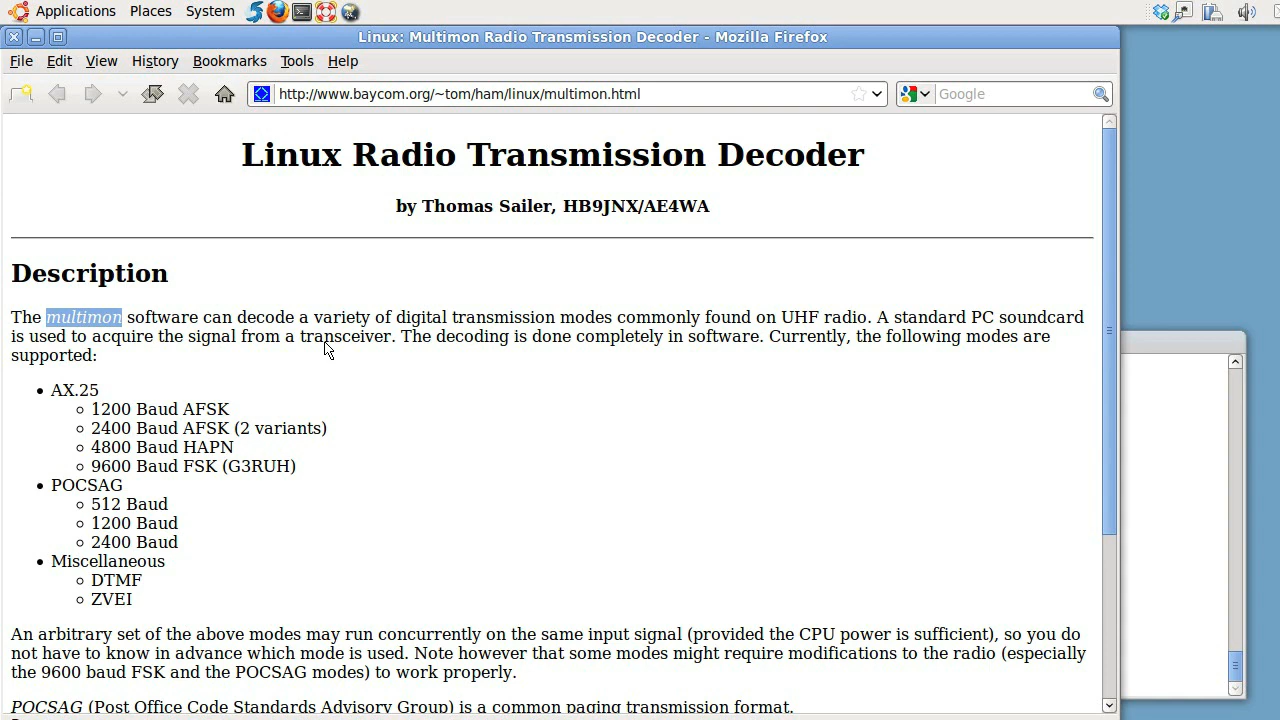 Applications Places System
Linux: Multimon Radio Transmission Decoder - Mozilla Firefox
File Edit View History Bookmarks Tools Help
http://www.baycom.org/~tom/ham/linux/multimon.html Google
Linux Radio Transmission Decoder
by Thomas Sailer, HB9JNX/AE4WA
Description
The multimon software can decode a variety of digital transmission modes commonly found on UHF radio. A standard PC soundcard
is used to acquire the signal from a transceiver. The decoding is done completely in software. Currently, the following modes are
supported:
AX.25
1200 Baud AFSK
2400 Baud AFSK (2 variants)
4800 Baud HAPN
9600 Baud FSK (G3RUH)
POCSAG
512 Baud
1200 Baud
2400 Baud
Miscellaneous
DTMF
ZVEI
An arbitrary set of the above modes may run concurrently on the same input signal (provided the CPU power is sufficient), so you do
not have to know in advance which mode is used. Note however that some modes might require modifications to the radio (especially
the 9600 baud FSK and the POCSAG modes) to work properly.
POCSAG (Post Office Code Standards Advisory Group) is a common paging transmission format.